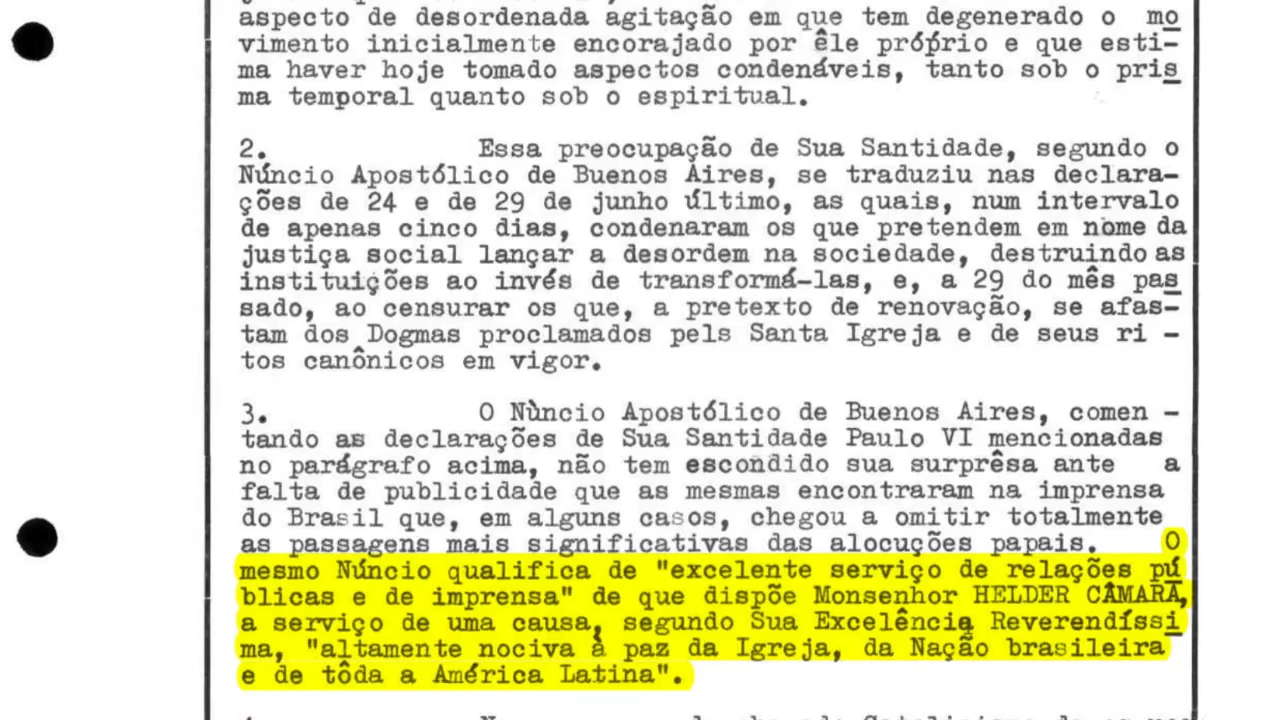 aspecto de desordenada agitação em que tem degenerado o mo
vimento inicialmente encorajado por êle próprio e que esti-
ma haver hoje tomado aspectos condenáveis, tanto sob o pris
ma temporal quanto sob o espiritual.
2. Essa preocupação de Sua Santidade, segundo o
Núncio Apostólico de Buenos Aires, se traduziu nas declara-
ções de 24 e de 29 de junho último, as quais, num intervalo
de apenas cinco dias, condenaram os que pretendem em nome da
justiça social lançar a desordem na sociedade, destruindo as
instituições ao invés de transformá-las, e, a 29 do mês pas
sado, ao censurar os que, a pretexto de renovação, se afas-
tam dos Dogmas proclamados pels Santa Igreja e de seus ri -
tos canônicos em vigor.
3. O Nùncio Apostólico de Buenos Aires, comen -
tando as declarações de Sua Santidade Paulo VI mencionadas
no parágrafo acima, não tem escondido sua surprêsa ante a
falta de publicidade que as mesmas encontraram na imprensa
do Brasil que, em alguns casos, chegou a omitir totalmente
as passagens mais significativas das alocuções papais. O
mesmo Núncio qualifica de "excelente serviço de relações pú
blicas e de imprensa" de que dispõe Monsenhor HELDER CÂMARA,
a serviço de uma causa, segundo Sua Excelência Reverendíssi
ma, "altamente nociva à paz da Igreja, da Nação brasileira
e de tôda a América Latina".